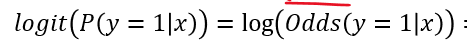 logit(P(y = 1|x)) = log(Odds(y = 1|x)) =